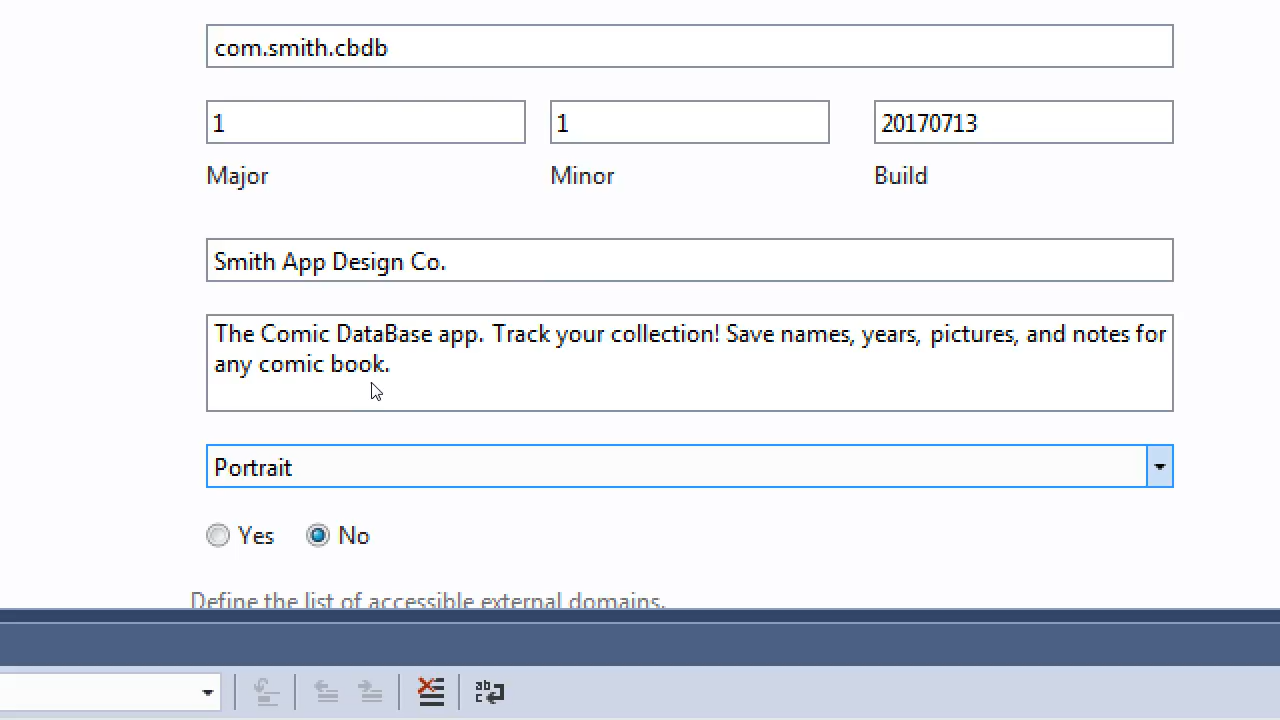 com.smith.cbdb
1 1 20170713
Major Minor Build
Smith App Design Co.
The Comic DataBase app. Track your collection! Save names, years, pictures, and notes for
any comic book.
Portrait
Yes No
Define the list of accessible external domains.
ab
c